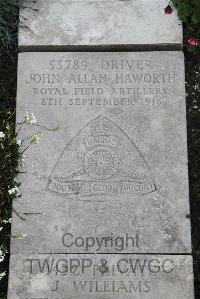 53789 DRIVER
JOHN ALLAN HAWORTH
ROYAL FIELD ARTILLERY
8TH SEPTEMBER 1916
UBIQUE
QUO FAS ET GLORIA DUCUNT
Copyright
TWGPP & CWGC
J. WILLIAMS